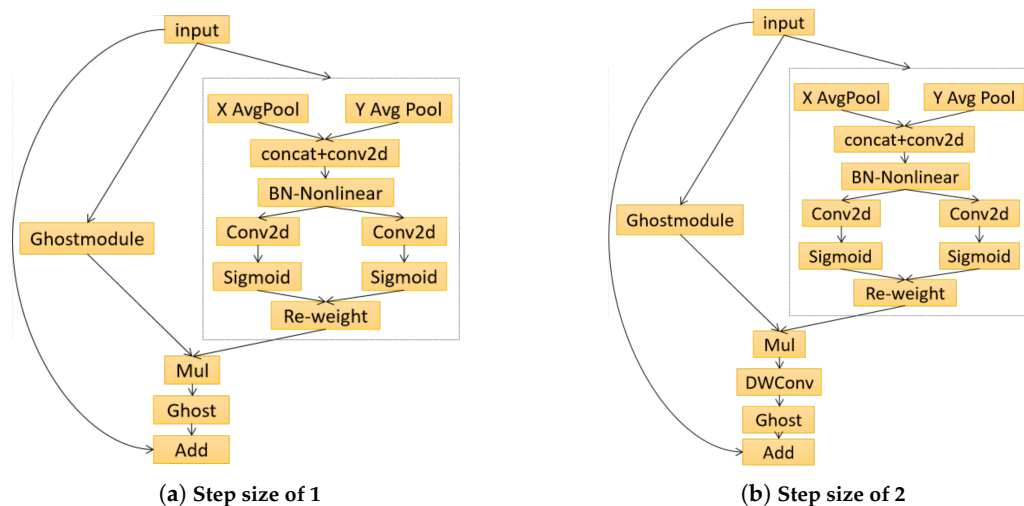 input
X AvgPool
Y Avg Pool
concat+conv2d
BN-Nonlinear
Conv2d
Conv2d
Ghostmodule
Sigmoid
Sigmoid
Re-weight
Mul
Ghost
Add
(a) Step size of 1
input
X AvgPool
Y Avg Pool
concat+conv2d
BN-Nonlinear
Conv2d
Conv2d
Ghostmodule
Sigmoid
Sigmoid
Re-weight
Mul
DWConv
Ghost
Add
(b) Step size of 2